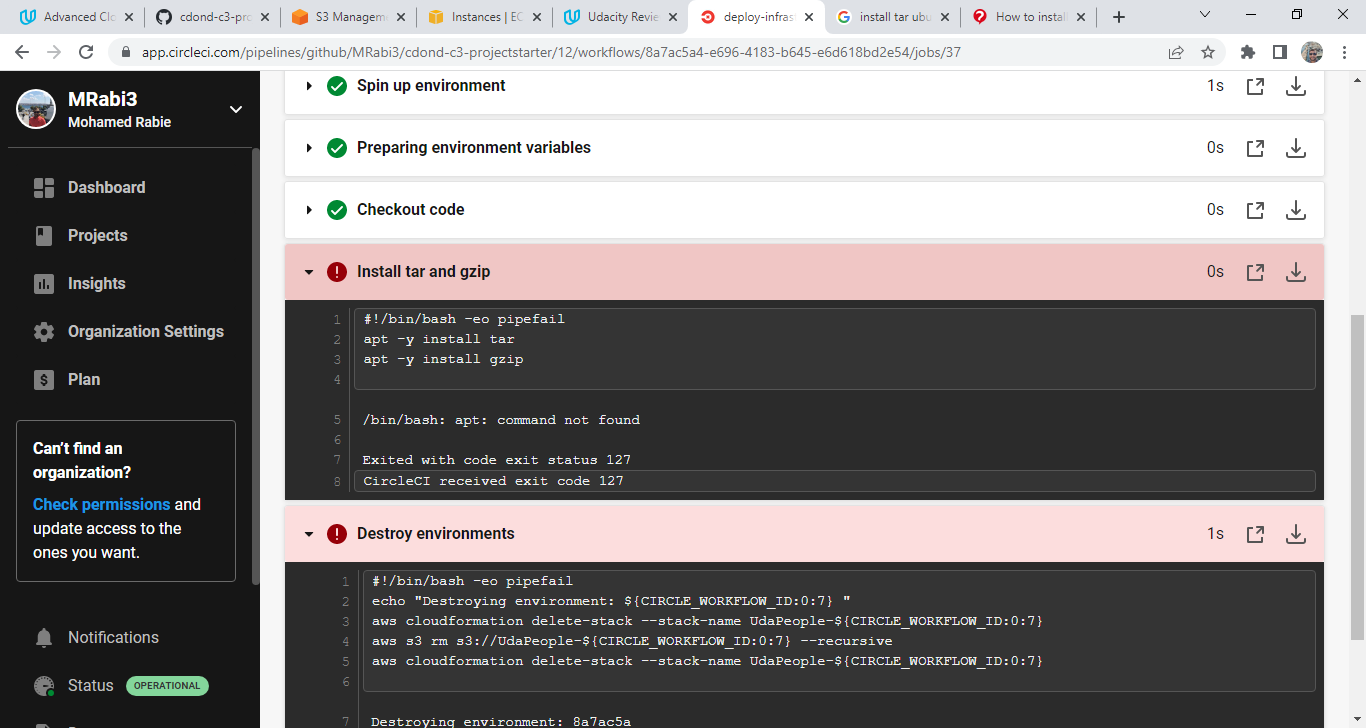 Advanced Clo
cdond-c3-pro
S3 Managem
Instances | EC
Udacity Revie
deploy-infras
install tar ubu
How to install
app.circleci.com/pipelines/github/MRabi3/cdond-c3-projectstarter/12/workflows/8a7ac5a4-e696-4183-b645-e6d618bd2e54/jobs/37
MRabi3
Mohamed Rabie
Dashboard
Projects
Insights
Organization Settings
Plan
Can't find an
organization?
Check permissions and
update access to the
ones you want.
Notifications
Status OPERATIONAL
Spin up environment 1s
Preparing environment variables 0s
Checkout code 0s
Install tar and gzip 0s
1 #!/bin/bash -eo pipefail
2 apt -y install tar
3 apt -y install gzip
4
5 /bin/bash: apt: command not found
6
7 Exited with code exit status 127
8 CircleCI received exit code 127
Destroy environments 1s
1 #!/bin/bash -eo pipefail
2 echo "Destroying environment: ${CIRCLE_WORKFLOW_ID:0:7} "
3 aws cloudformation delete-stack --stack-name UdaPeople-${CIRCLE_WORKFLOW_ID:0:7}
4 aws s3 rm s3://UdaPeople-${CIRCLE_WORKFLOW_ID:0:7} --recursive
5 aws cloudformation delete-stack --stack-name UdaPeople-${CIRCLE_WORKFLOW_ID:0:7}
6
7 Destroying environment: 8a7ac5a